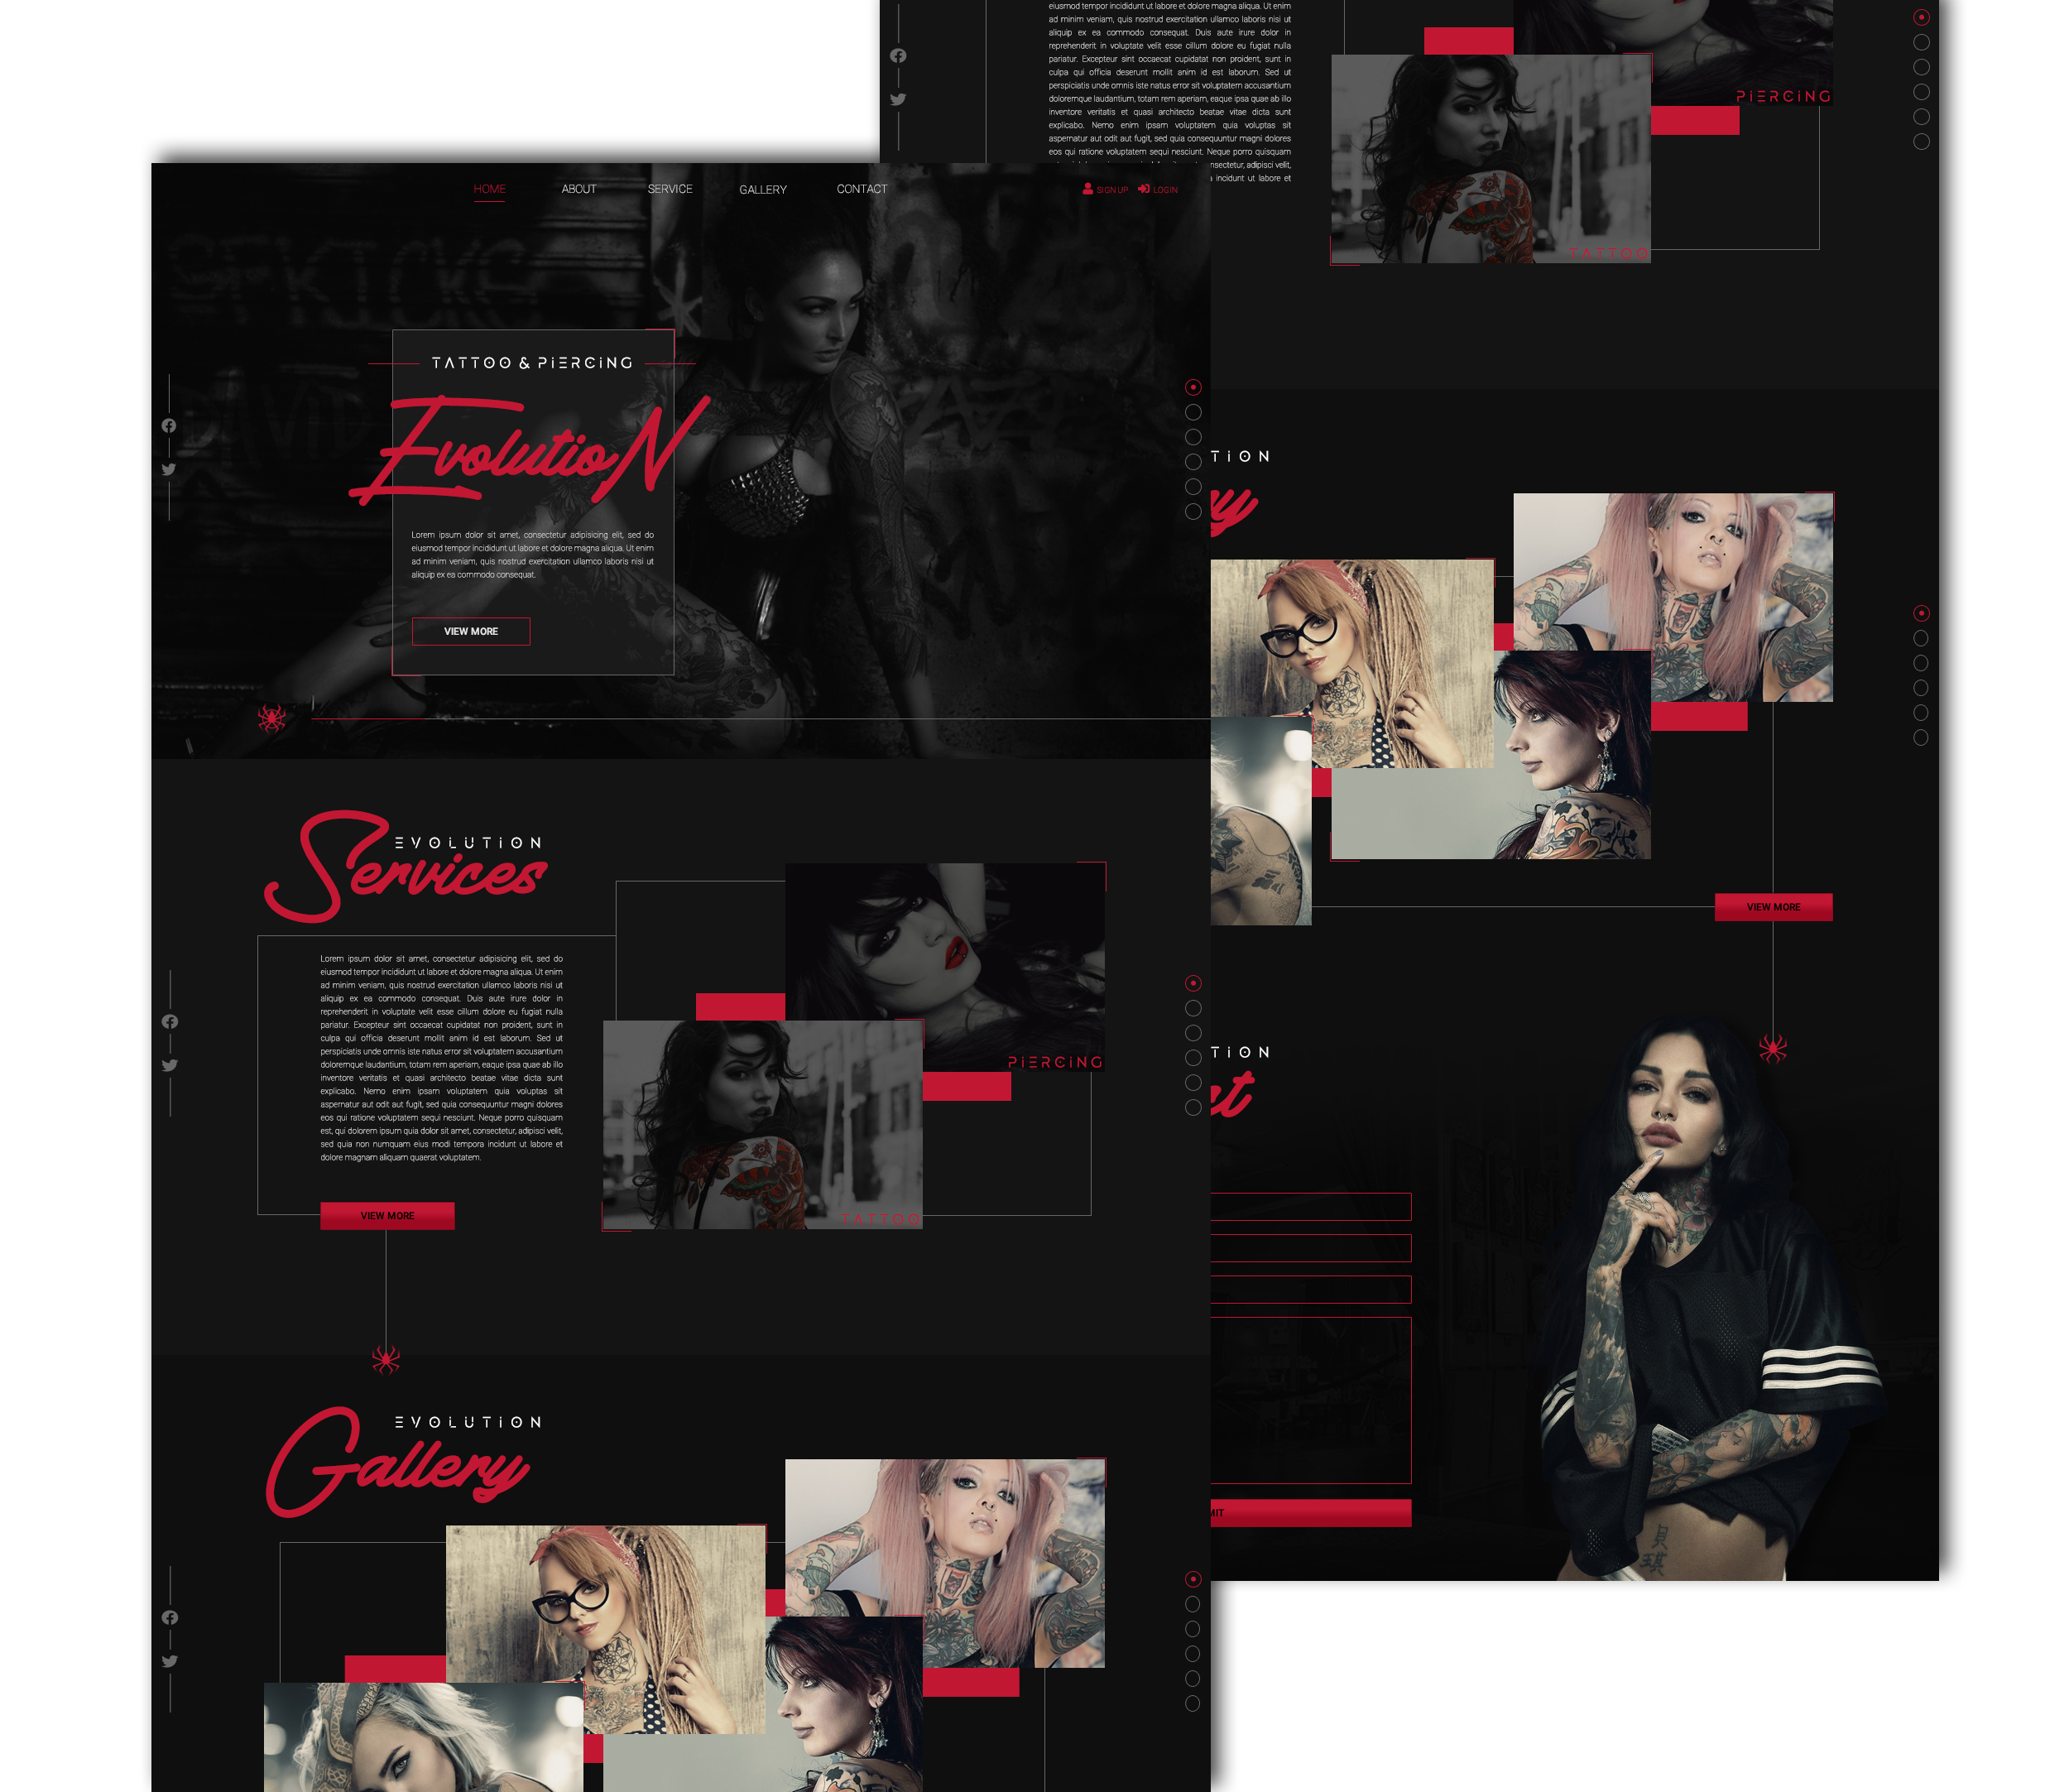 HOME
ABOUT
SERVICE
GALLERY
CONTACT
SIGN UP
LOGIN
TATTOO & PiERCiNG
EvolutioN
Lorem ipsum dolor sit amet, consectetur adipisicing elit, sed do
eiusmod tempor incididunt ut labore et dolore magna aliqua. Ut enim
ad minim veniam, quis nostrud exercitation ullamco laboris nisi ut
aliquip ex ea commodo consequat.
VIEW MORE
EVOLUTiON
Services
Lorem ipsum dolor sit amet, consectetur adipisicing elit, sed do
eiusmod tempor incididunt ut labore et dolore magna aliqua. Ut enim
ad minim veniam, quis nostrud exercitation ullamco laboris nisi ut
aliquip ex ea commodo consequat. Duis aute irure dolor in
reprehenderit in voluptate velit esse cillum dolore eu fugiat nulla
pariatur. Excepteur sint occaecat cupidatat non proident, sunt in
culpa qui officia deserunt mollit anim id est laborum. Sed ut
perspiciatis unde omnis iste natus error sit voluptatem accusantium
doloremque laudantium, totam rem aperiam, eaque ipsa quae ab illo
inventore veritatis et quasi architecto beatae vitae dicta sunt
explicabo. Nemo enim ipsam voluptatem quia voluptas sit
aspernatur aut odit aut fugit, sed quia consequuntur magni dolores
eos qui ratione voluptatem sequi nesciunt. Neque porro quisquam
est, qui dolorem ipsum quia dolor sit amet, consectetur, adipisci velit,
sed quia non numquam eius modi tempora incidunt ut labore et
dolore magnam aliquam quaerat voluptatem.
VIEW MORE
PiERCiNG
TATTOO
EVOLUTiON
Gallery
eiusmod tempor incididunt ut labore et dolore magna aliqua. Ut enim
ad minim veniam, quis nostrud exercitation ullamco laboris nisi ut
aliquip ex ea commodo consequat. Duis aute irure dolor in
reprehenderit in voluptate velit esse cillum dolore eu fugiat nulla
pariatur. Excepteur sint occaecat cupidatat non proident, sunt in
culpa qui officia deserunt mollit anim id est laborum. Sed ut
perspiciatis unde omnis iste natus error sit voluptatem accusantium
doloremque laudantium, totam rem aperiam, eaque ipsa quae ab illo
inventore veritatis et quasi architecto beatae vitae dicta sunt
explicabo. Nemo enim ipsam voluptatem quia voluptas sit
aspernatur aut odit aut fugit, sed quia consequuntur magni dolores
eos qui ratione voluptatem sequi nesciunt. Neque porro quisquam
nsectetur, adipisci velit,
incidunt ut labore et
PiERCiNG
TATTOO
TiON
y
VIEW MORE
TiON
t
MIT